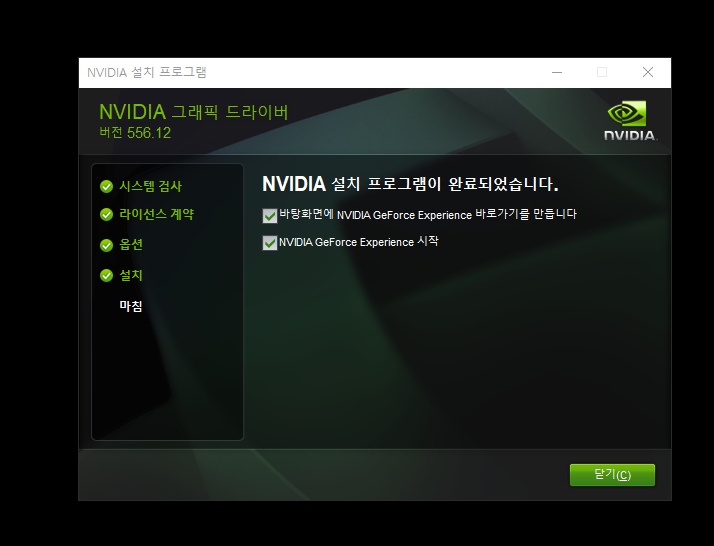 NVIDIA 설치 프로그램
NVIDIA 그래픽 드라이버
버전 556.12
NVIDIA.
시스템 검사
라이선스 계약
옵션
설치
마침
NVIDIA 설치 프로그램이 완료되었습니다.
바탕화면에 NVIDIA GeForce Experience 바로가기를 만듭니다
NVIDIA GeForce Experience 시작
닫기(C)